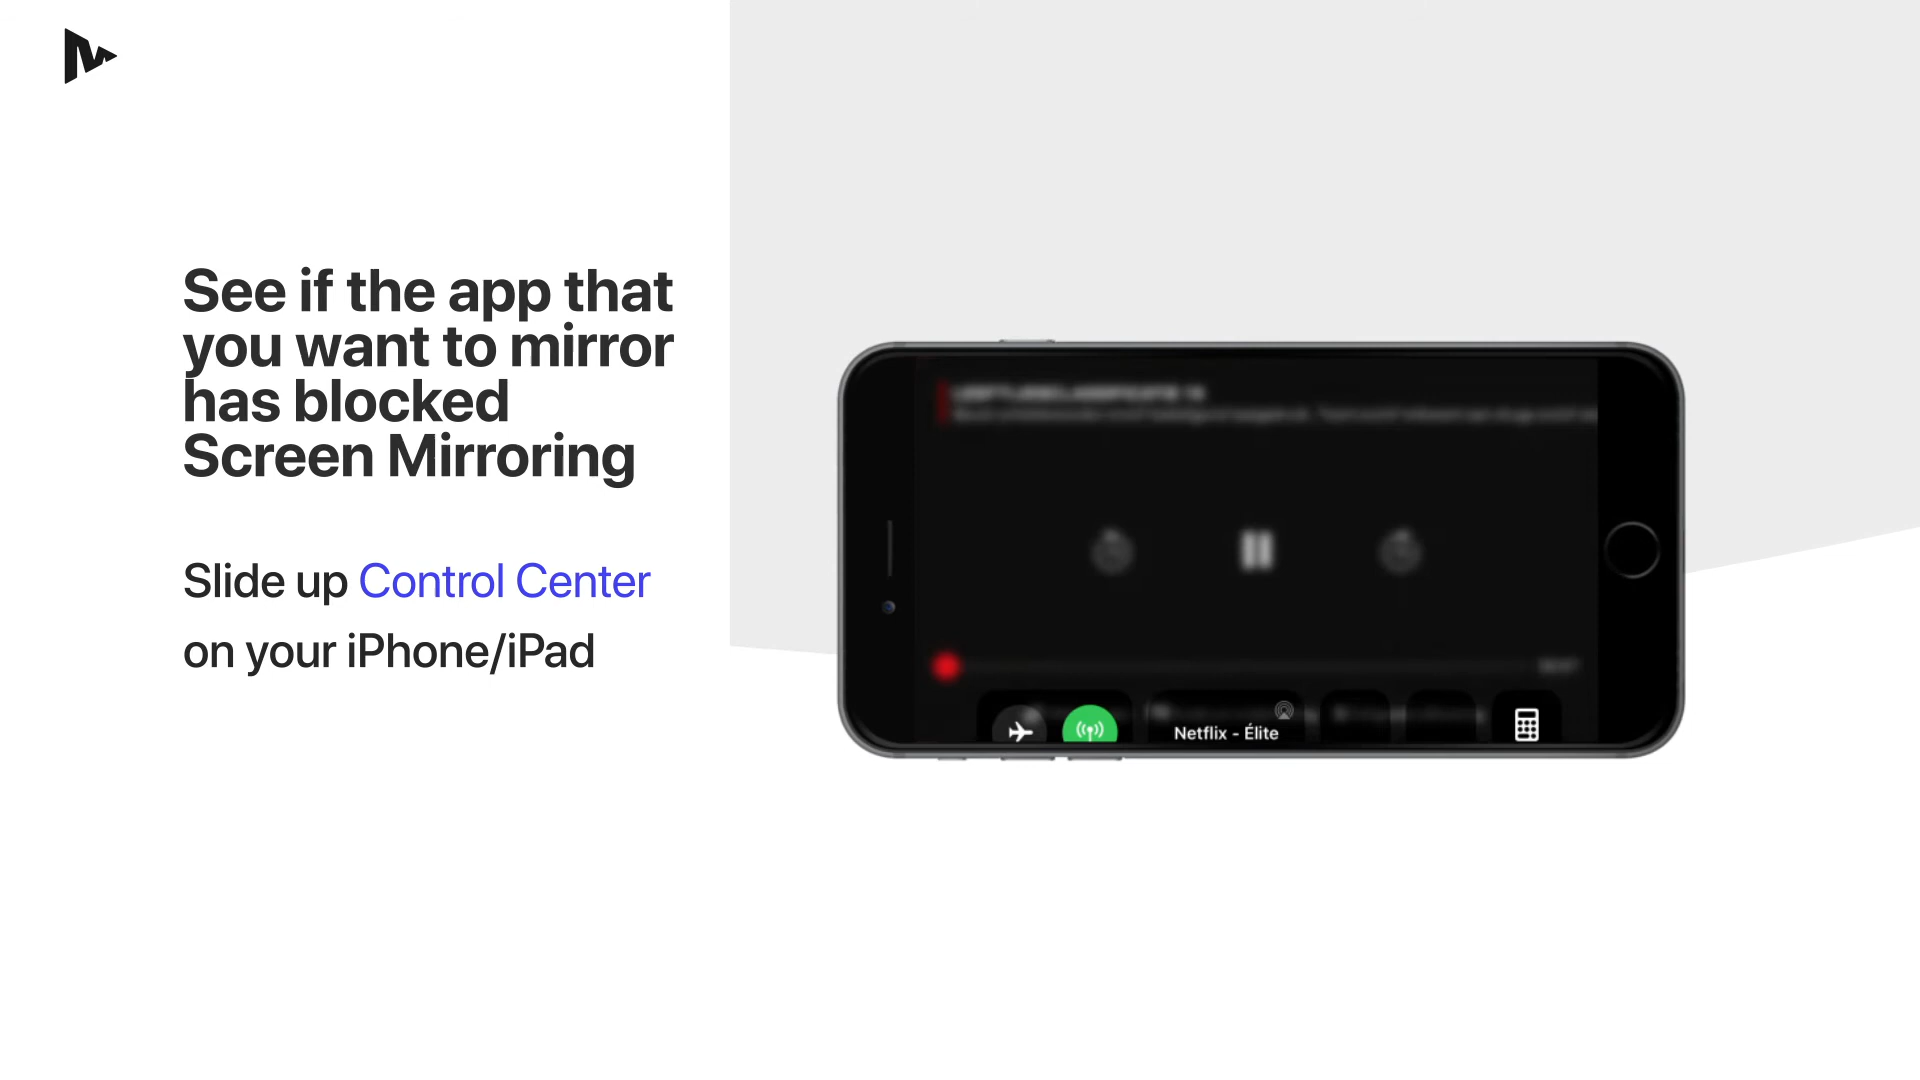 See if the app that
you want to mirror
has blocked
Screen Mirroring
Slide up Control Center
on your iPhone/iPad
Netflix - Élite